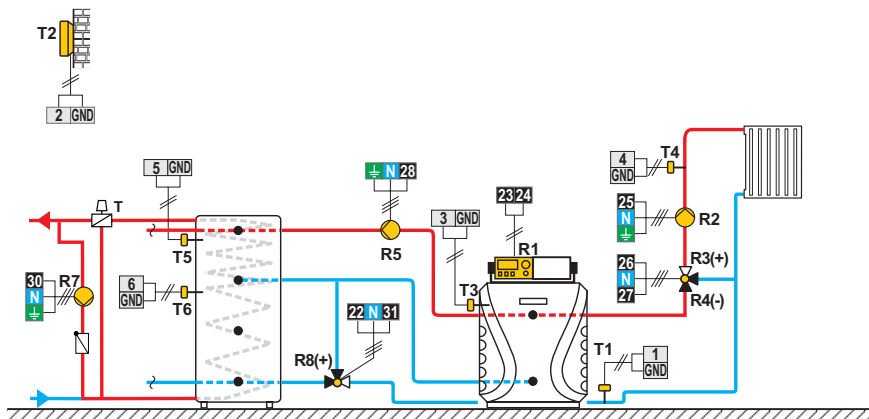 T2
2 GND
5 GND
T
T5
N 28
R5
3 GND
23 24
R1
T3
4
GND
T4
25
N
R2
26
N
27
R3(+)
R4(-)
30
N
R7
6
GND
T6
22 N 31
R8(+)
T1
1
GND